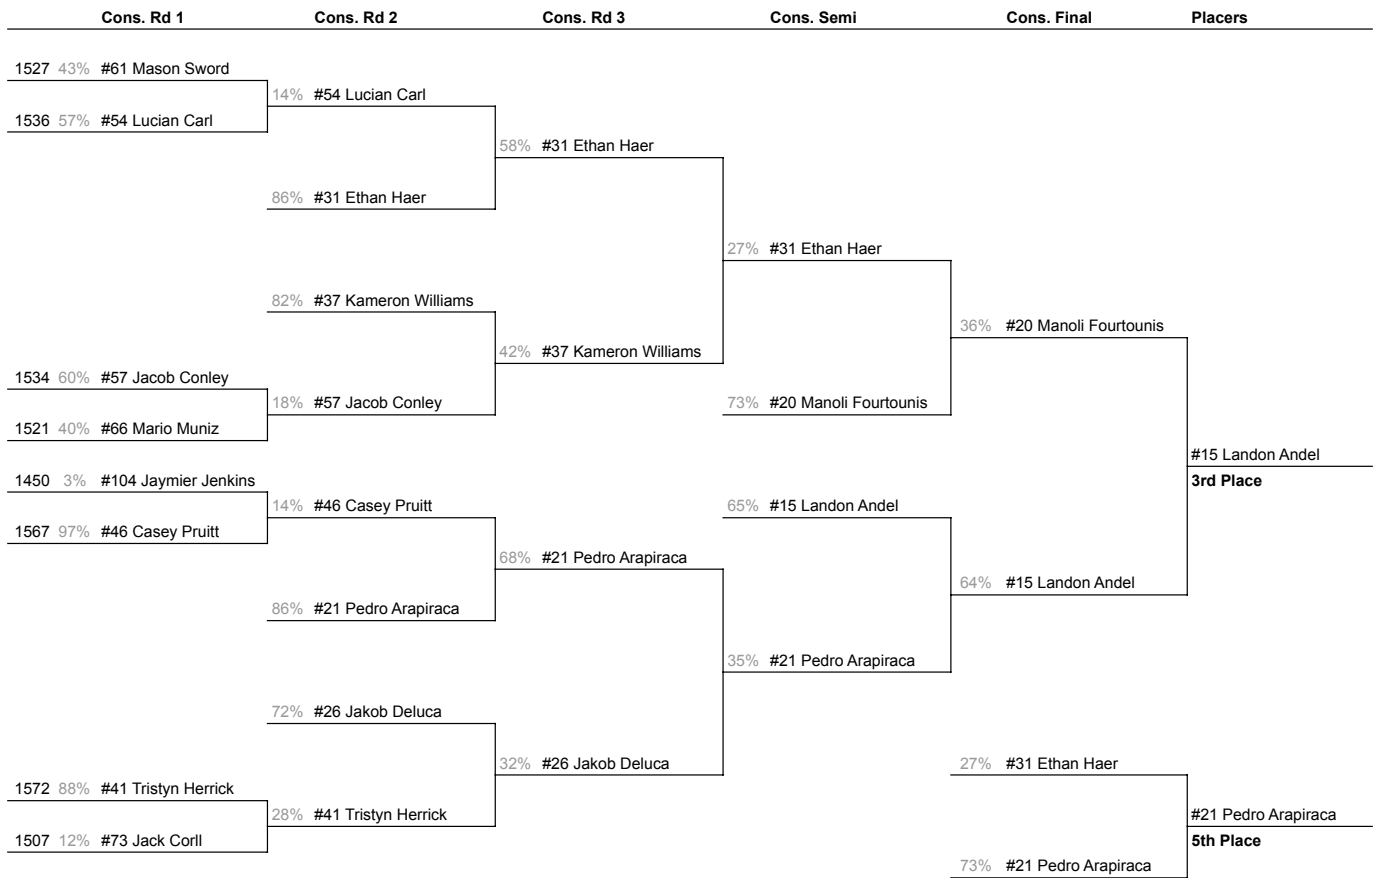 Cons. Rd 1 Cons. Rd 2 Cons. Rd 3 Cons. Semi Cons. Final Placers
1527 43% #61 Mason Sword
14% #54 Lucian Carl
1536 57% #54 Lucian Carl
58% #31 Ethan Haer
86% #31 Ethan Haer
27% #31 Ethan Haer
82% #37 Kameron Williams
36% #20 Manoli Fourtounis
42% #37 Kameron Williams
1534 60% #57 Jacob Conley
18% #57 Jacob Conley 73% #20 Manoli Fourtounis
1521 40% #66 Mario Muniz
#15 Landon Andel
1450 3% #104 Jaymier Jenkins 3rd Place
14% #46 Casey Pruitt 65% #15 Landon Andel
1567 97% #46 Casey Pruitt
68% #21 Pedro Arapiraca
64% #15 Landon Andel
86% #21 Pedro Arapiraca
35% #21 Pedro Arapiraca
72% #26 Jakob Deluca
32% #26 Jakob Deluca 27% #31 Ethan Haer
1572 88% #41 Tristyn Herrick
28% #41 Tristyn Herrick #21 Pedro Arapiraca
1507 12% #73 Jack Corll 5th Place
73% #21 Pedro Arapiraca